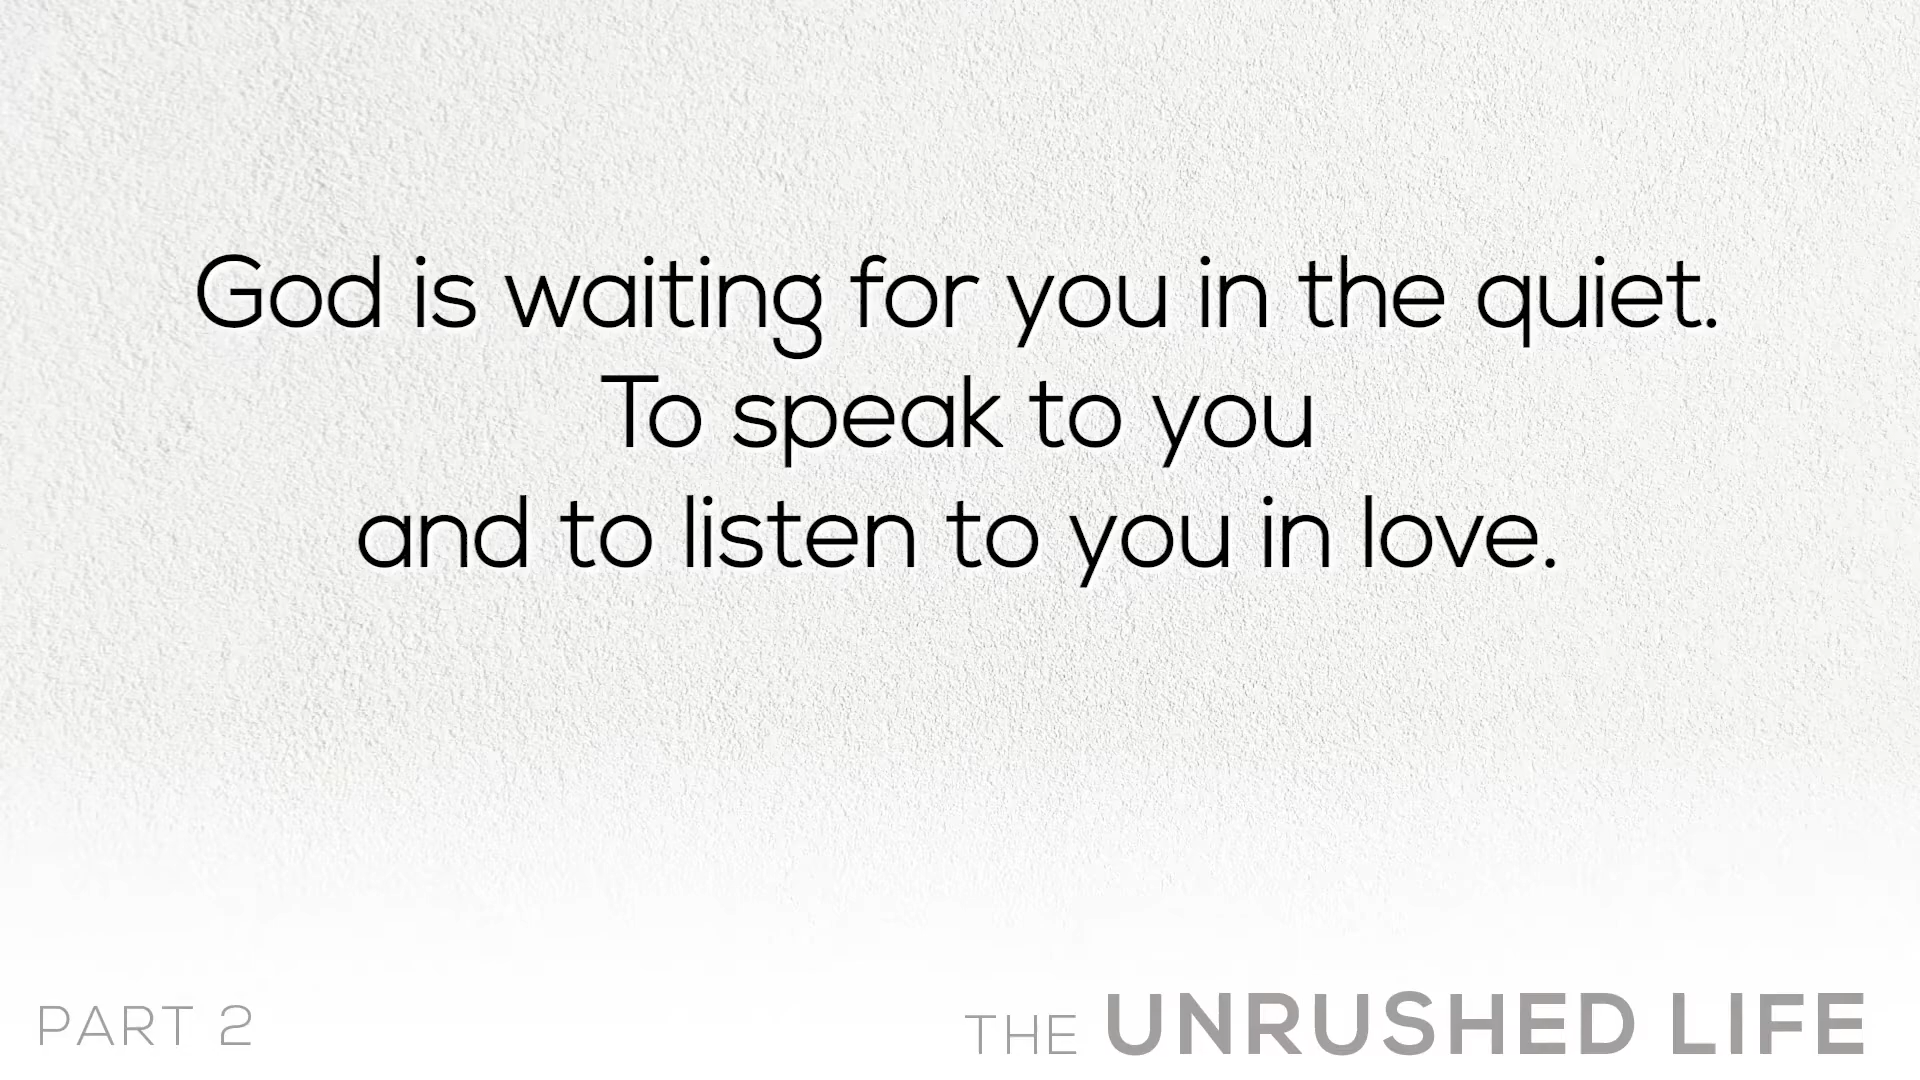 God is waiting for you in the quiet.
To speak to you
and to listen to you in love.
PART 2
THE UNRUSHED LIFE